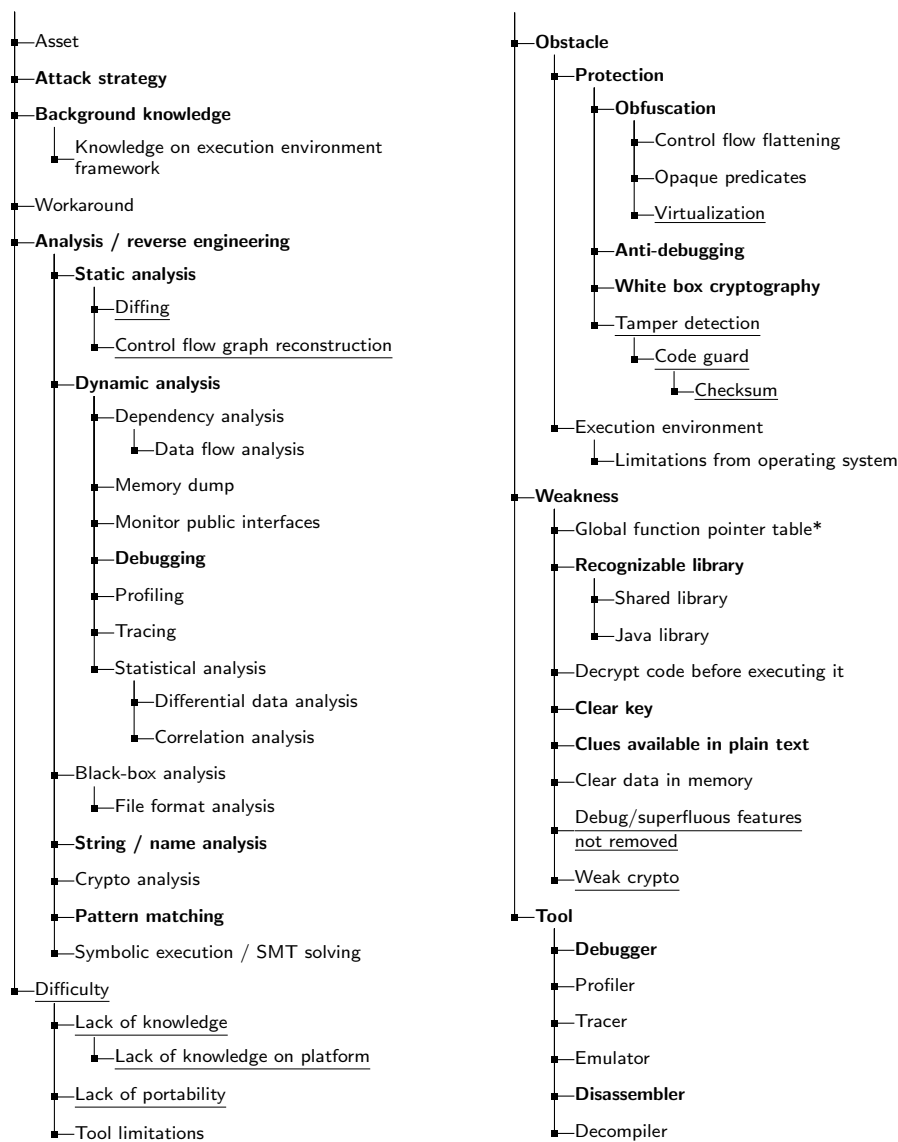 Asset
Attack strategy
Background knowledge
Knowledge on execution environment
framework
Workaround
Analysis / reverse engineering
Static analysis
Diffing
Control flow graph reconstruction
Dynamic analysis
Dependency analysis
Data flow analysis
Memory dump
Monitor public interfaces
Debugging
Profiling
Tracing
Statistical analysis
Differential data analysis
Correlation analysis
Black-box analysis
File format analysis
String / name analysis
Crypto analysis
Pattern matching
Symbolic execution / SMT solving
Difficulty
Lack of knowledge
Lack of knowledge on platform
Lack of portability
Tool limitations
Obstacle
Protection
Obfuscation
Control flow flattening
Opaque predicates
Virtualization
Anti-debugging
White box cryptography
Tamper detection
Code guard
Checksum
Execution environment
Limitations from operating system
Weakness
Global function pointer table*
Recognizable library
Shared library
Java library
Decrypt code before executing it
Clear key
Clues available in plain text
Clear data in memory
Debug/superfluous features
not removed
Weak crypto
Tool
Debugger
Profiler
Tracer
Emulator
Disassembler
Decompiler